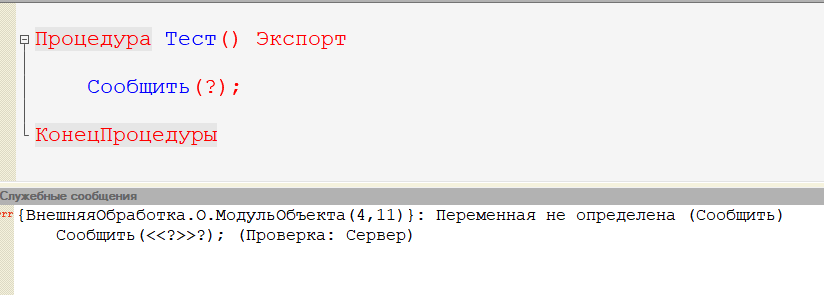 Процедура Тест() Экспорт
Сообщить(?);
КонецПроцедуры
Служебные сообщения
{ВнешняяОбработка.О.МодульОбъекта(4,11)}: Переменная не определена (Сообщить)
Сообщить(<<?>>?); (Проверка: Сервер)